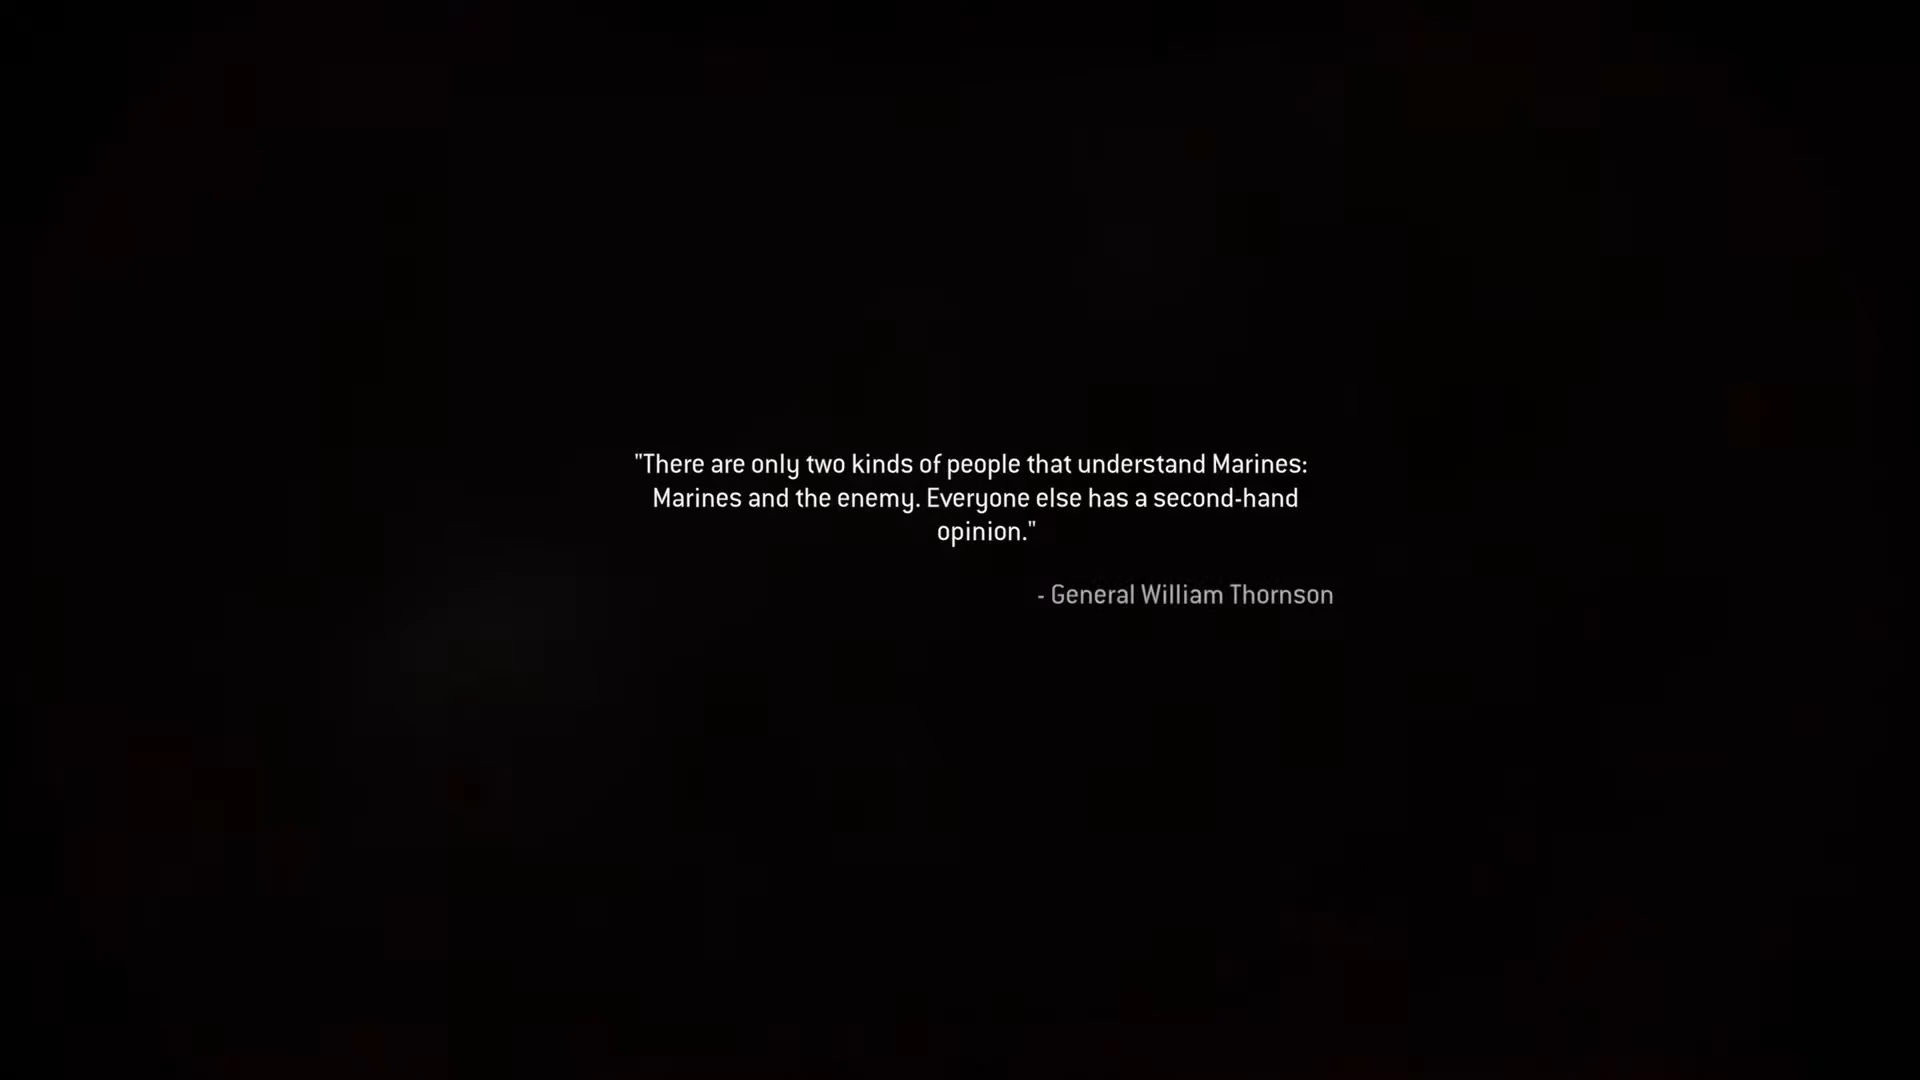 "There are only two kinds of people that understand Marines:
Marines and the enemy. Everyone else has a second-hand
opinion."
- General William Thornson